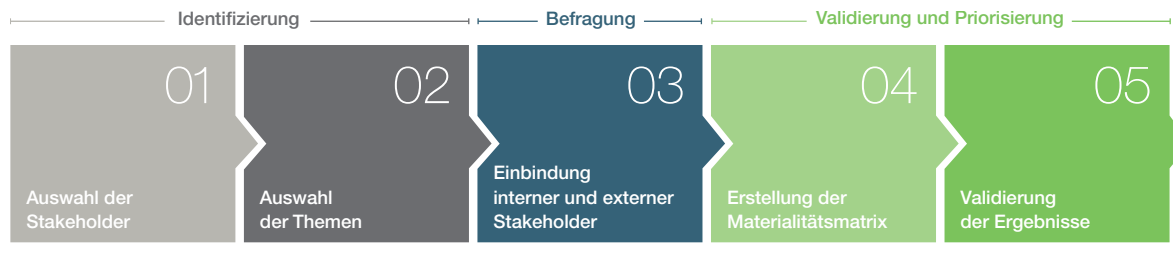 Identifizierung
Befragung
Validierung und Priorisierung
01
Auswahl der
Stakeholder
02
Auswahl
der Themen
03
Einbindung
interner und externer
Stakeholder
04
Erstellung der
Materialitätsmatrix
05
Validierung
der Ergebnisse